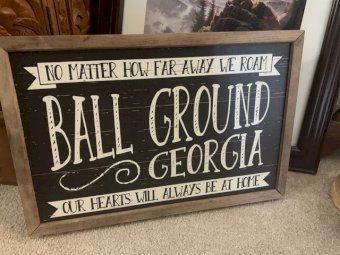 NO MATTER HOW FAR AWAY WE ROAM
BALL GROUND
GEORGIA
OUR HEARTS WILL ALWAYS BE AT HOME